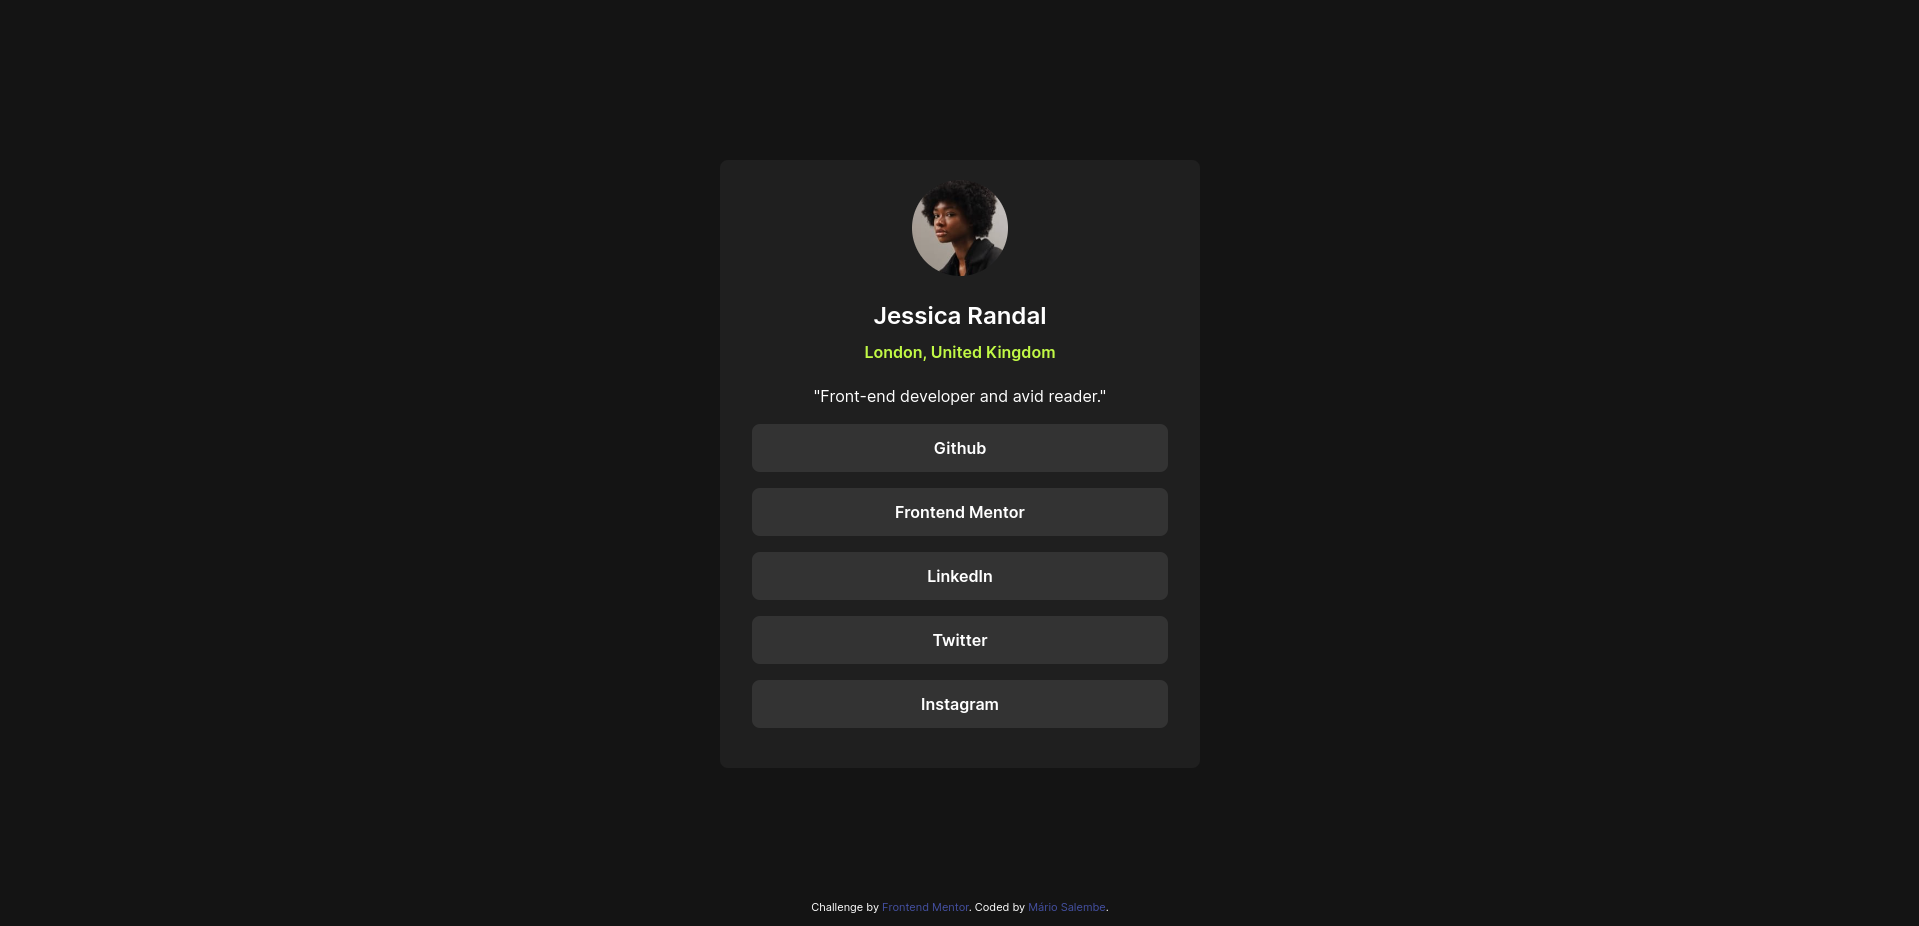 Jessica Randal
London, United Kingdom
"Front-end developer and avid reader."
Github
Frontend Mentor
LinkedIn
Twitter
Instagram
Challenge by Frontend Mentor. Coded by Mário Salembe.